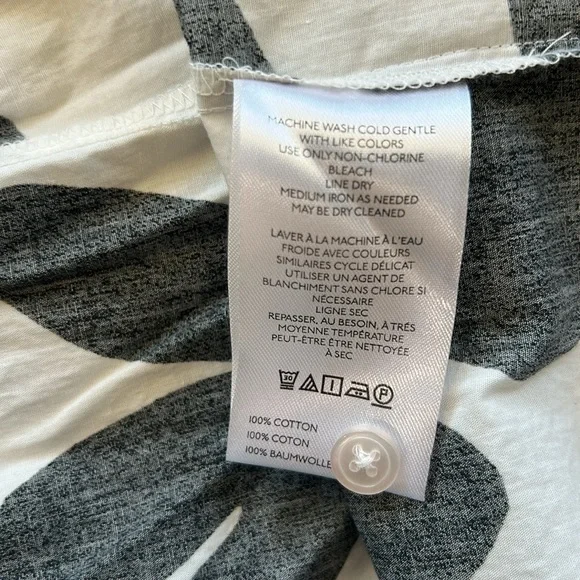 MACHINE WASH COLD GENTLE
WITH LIKE COLORS
USE ONLY NON-CHLORINE
BLEACH
LINE DRY
MEDIUM IRON AS NEEDED
MAY BE DRY CLEANED
LAVER À LA MACHINE À L'EAU
FROIDE AVEC COULEURS
SIMILAIRES CYCLE DÉLICAT
UTILISER UN AGENT DE
BLANCHIMENT SANS CHLORE SI
NÉCESSAIRE
LIGNE SEC
REPASSER, AU BESOIN, À TRÉS
MOYENNE TEMPÉRATURE
PEUT-ÊTRE ÊTRE NETTOYÉE
À SEC
30 P
100% COTTON
100% COTON
100% BAUMWOLLE